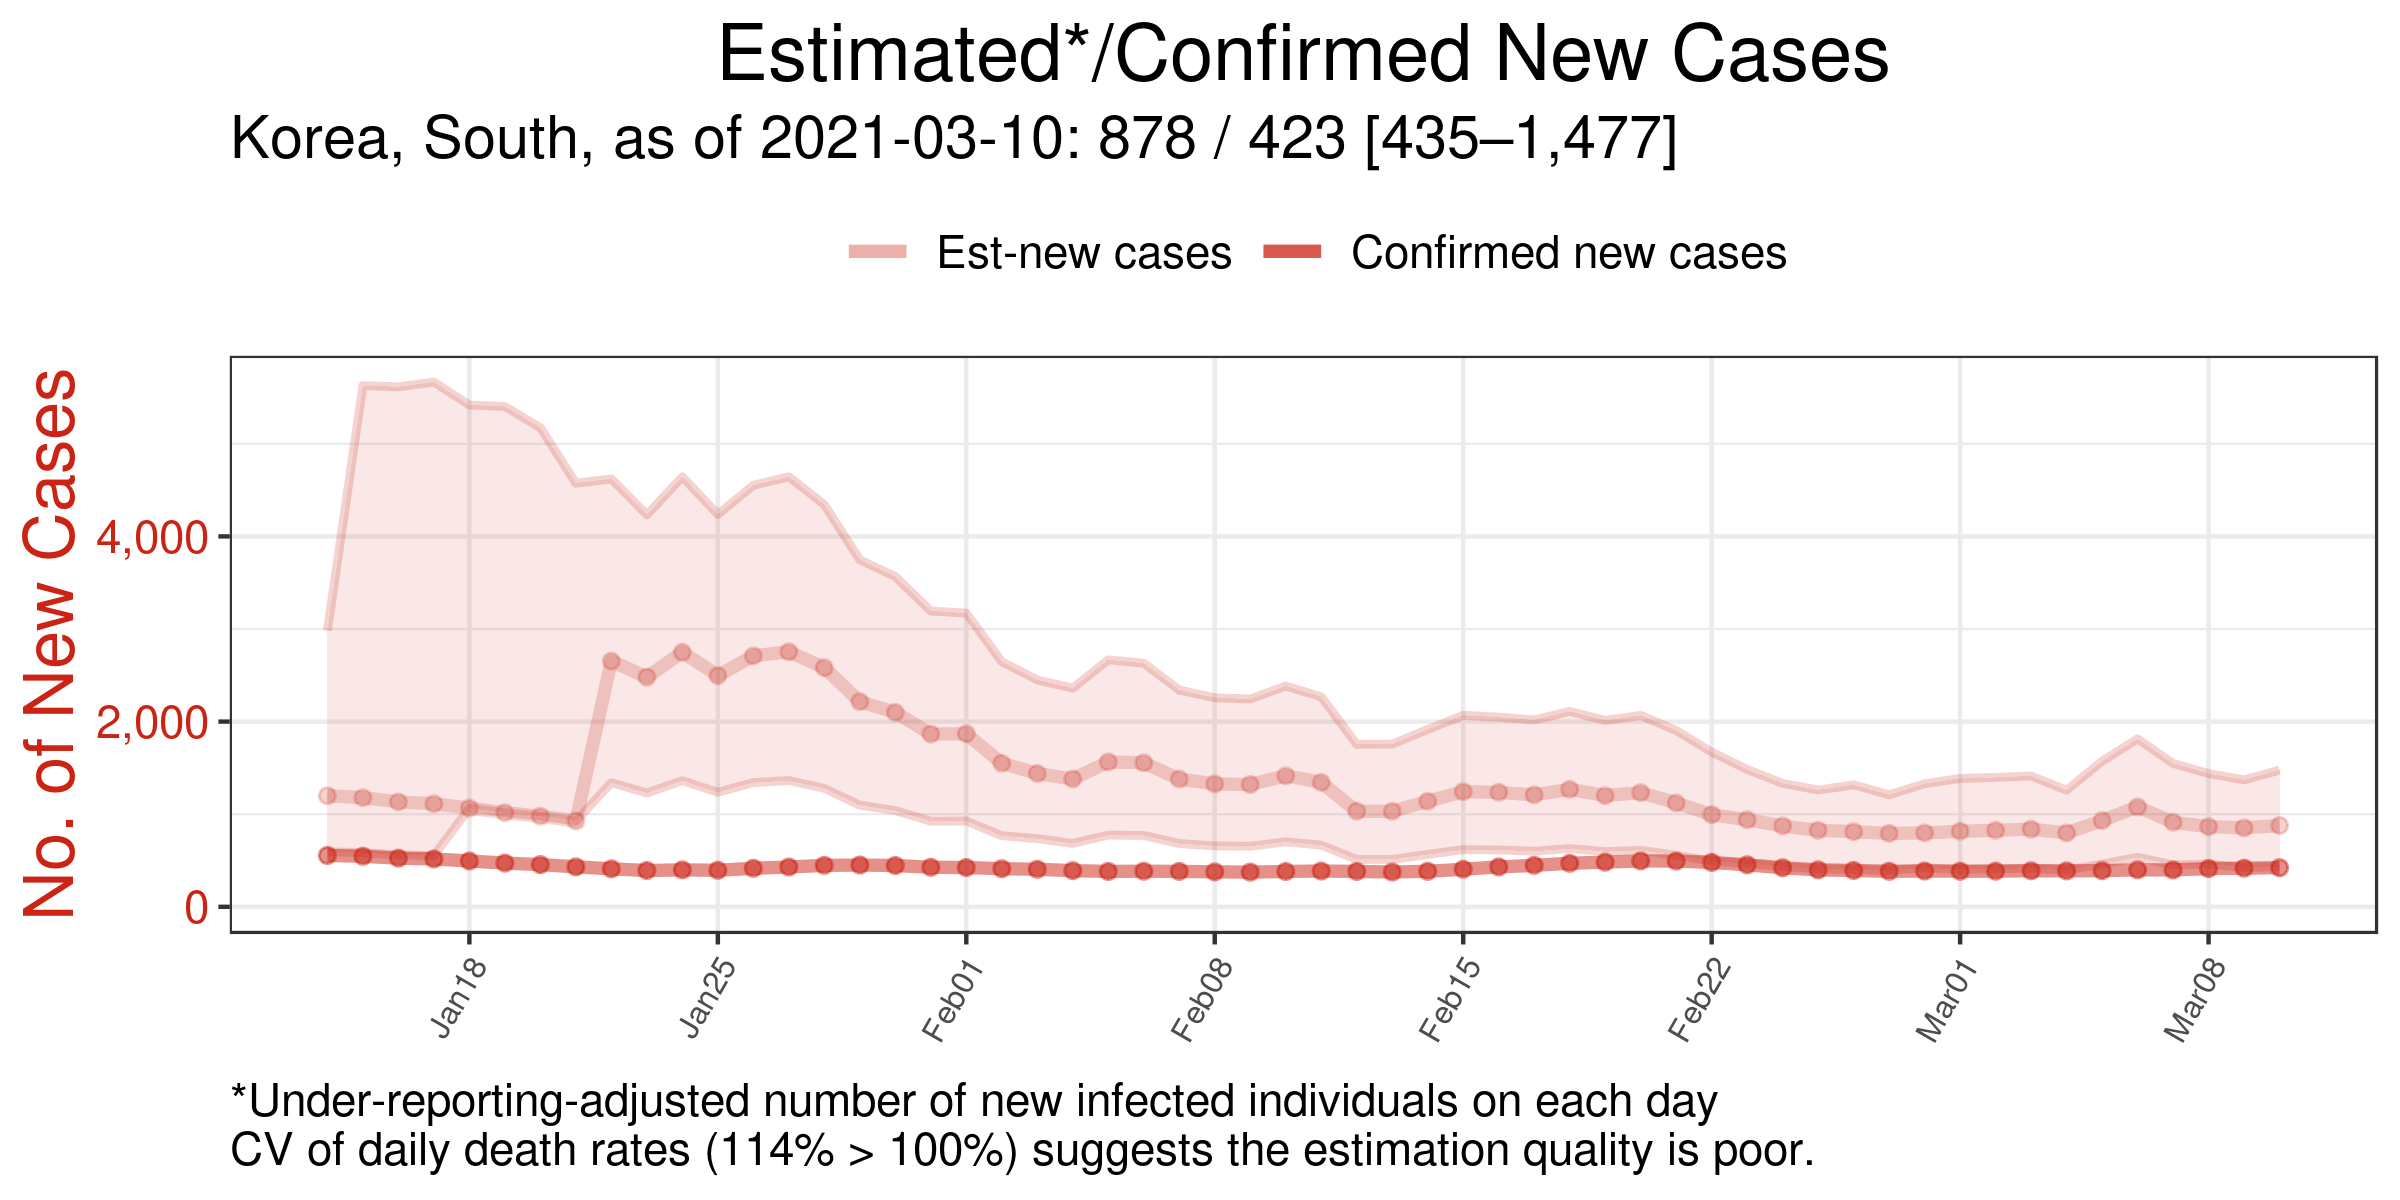 Estimated*/Confirmed New Cases
Korea, South, as of 2021-03-10: 878 / 423 [435–1,477]
Est-new cases
Confirmed new cases
No. of New Cases
4,000
2,000
0
Jan18
Jan25
Feb01
Feb08
Feb15
Feb22
Mar01
Mar08
*Under-reporting-adjusted number of new infected individuals on each day
CV of daily death rates (114% > 100%) suggests the estimation quality is poor.